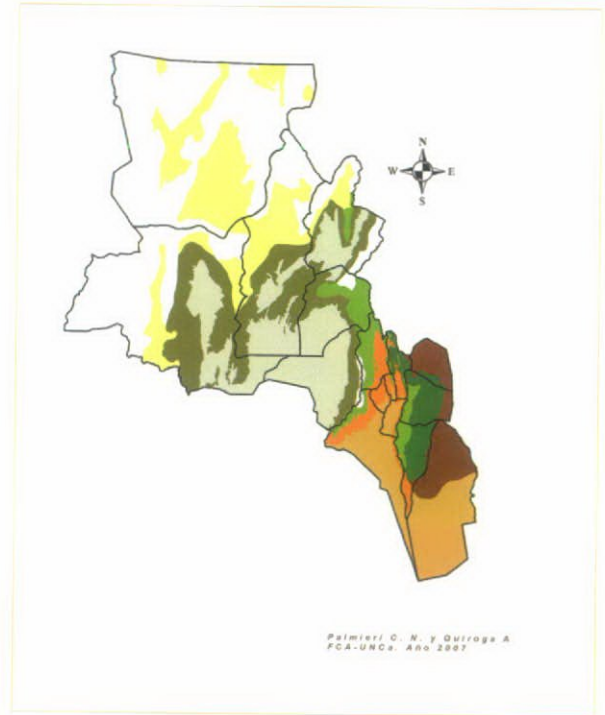 N
W E
S
Palmieri C. N. y Quiroga A
FCA-UNCa. Año 2007